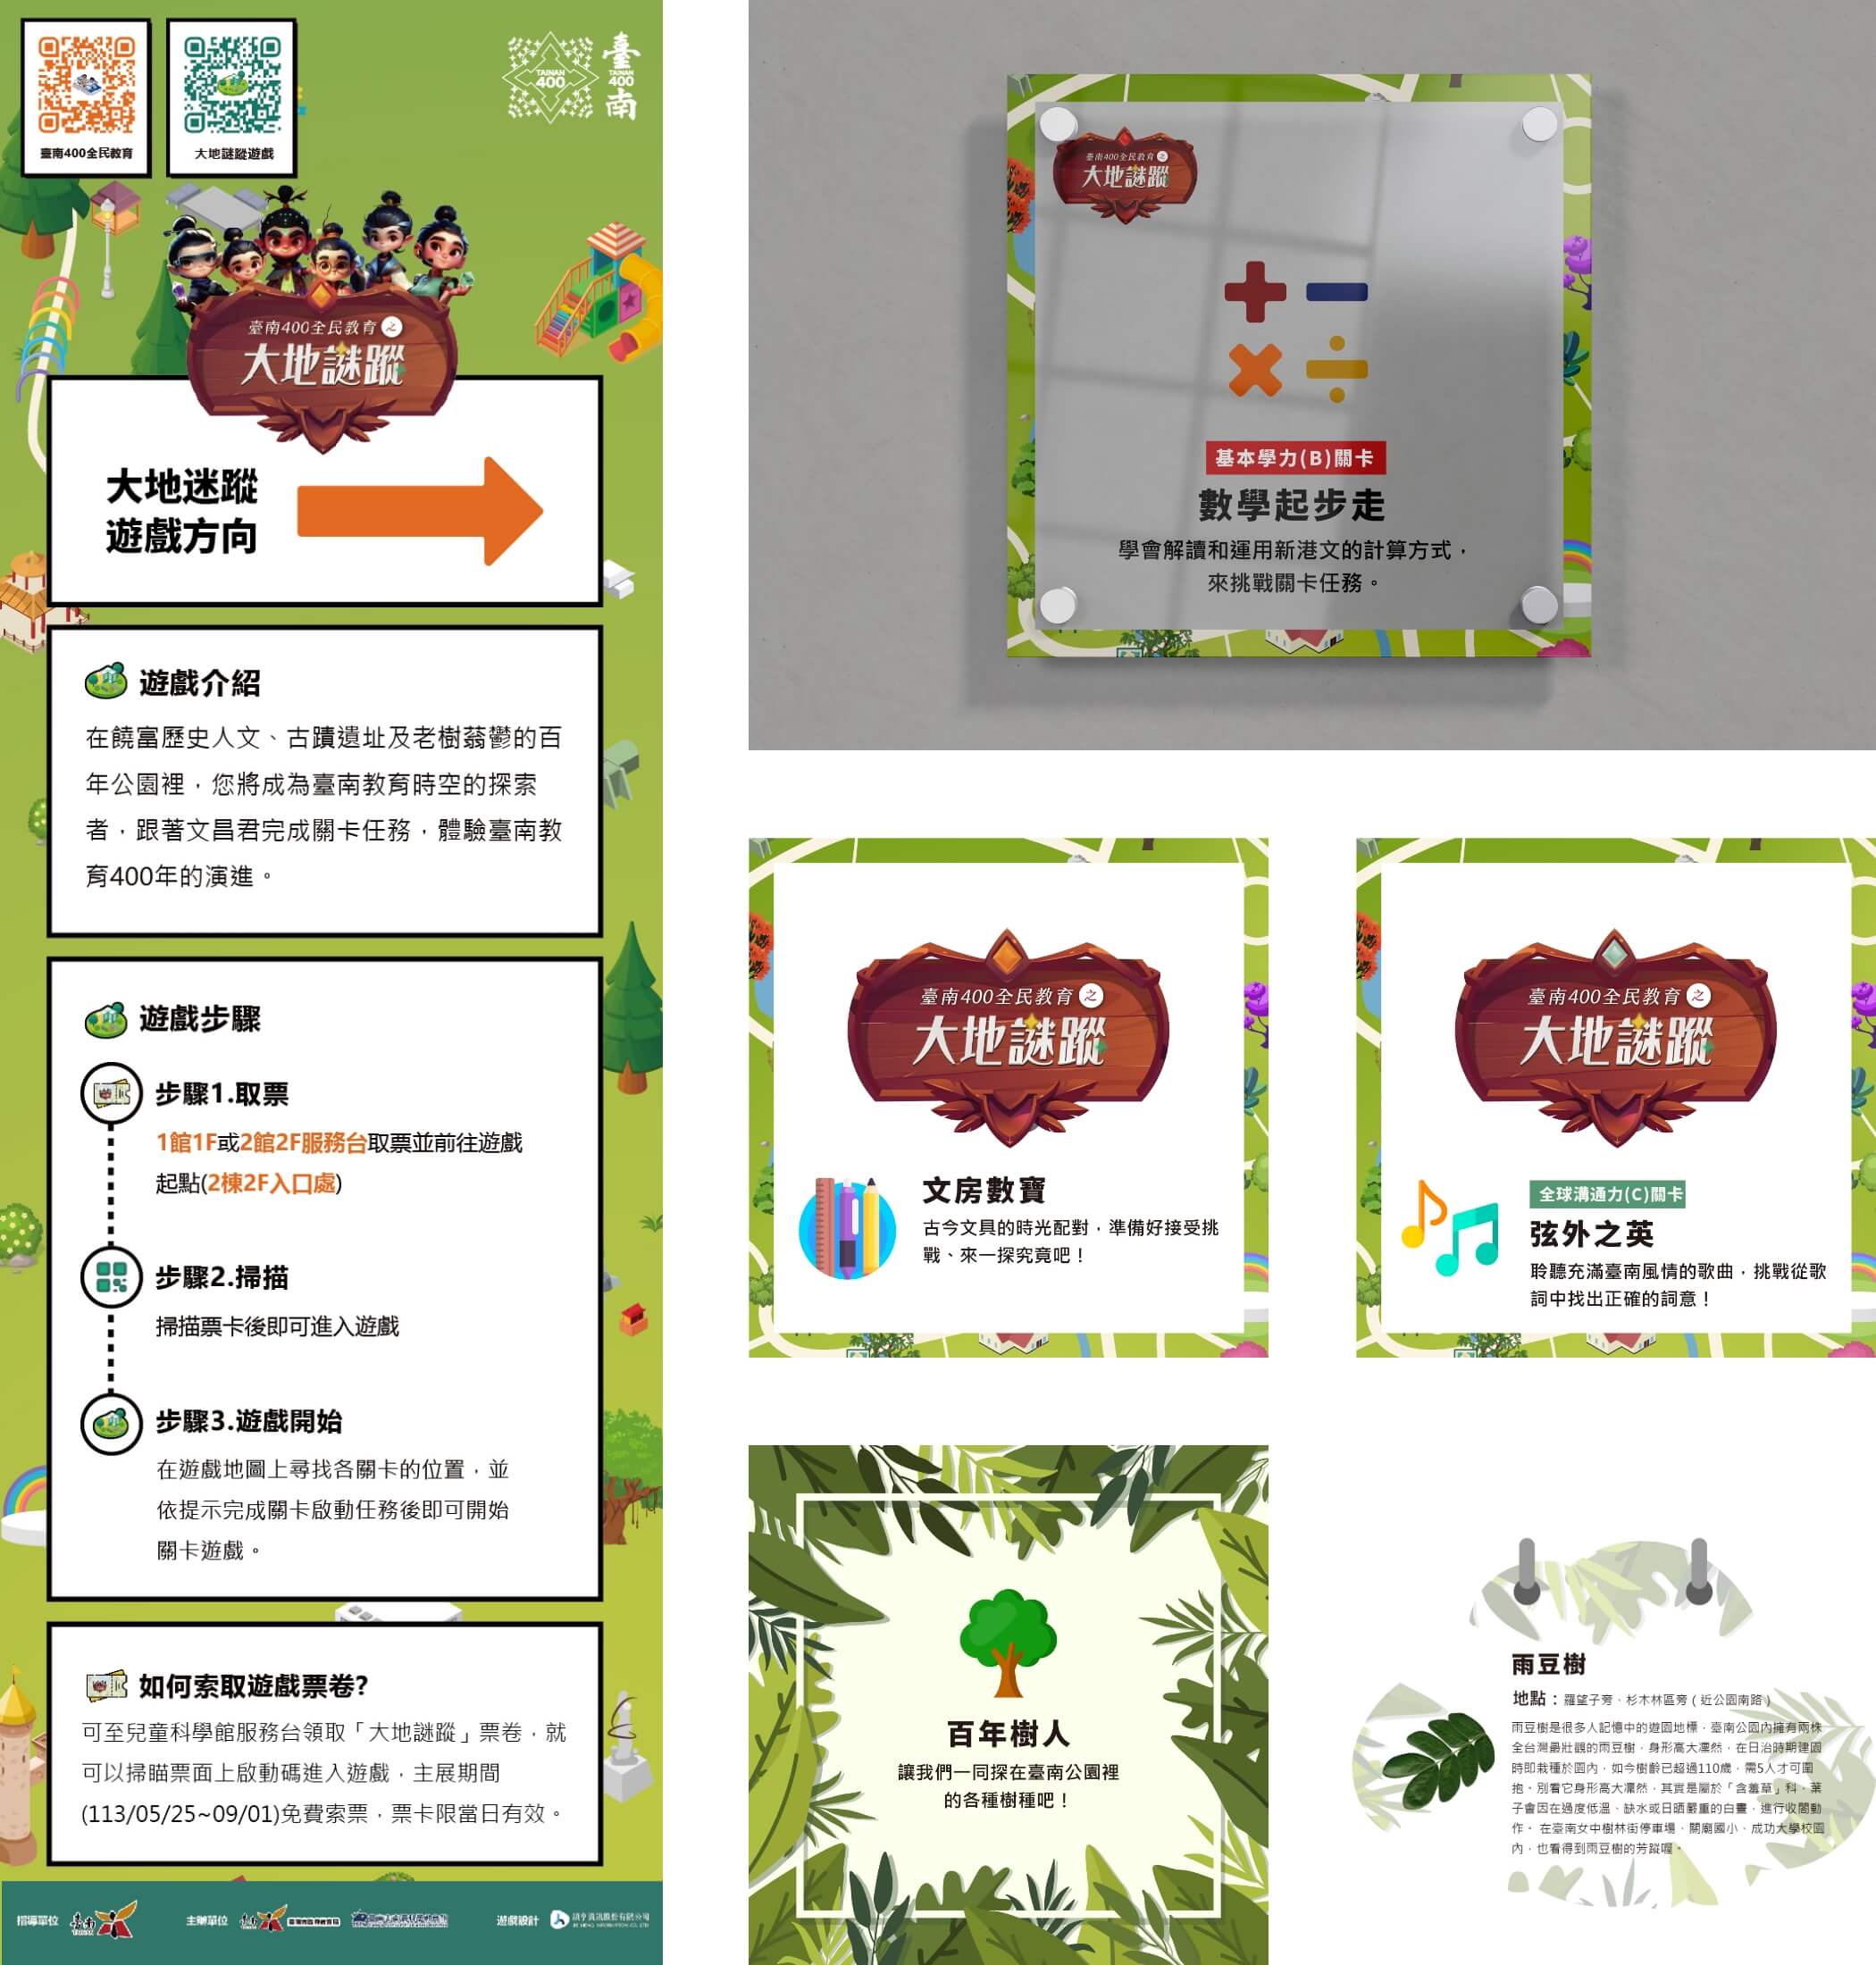 臺南400全民教育
大地謎蹤遊戲
TAINAN
400
臺
TAINAN
400
南
臺南400全民教育之
大地謎蹤
大地迷蹤
遊戲方向
遊戲介紹
在饒富歷史人文、古蹟遺址及老樹蓊鬱的百
年公園裡，您將成為臺南教育時空的探索
者，跟著文昌君完成關卡任務，體驗臺南教
育400年的演進。
遊戲步驟
步驟1.取票
1館1F或2館2F服務台取票並前往遊戲
起點(2棟2F入口處)
步驟2.掃描
掃描票卡後即可進入遊戲
步驟3.遊戲開始
在遊戲地圖上尋找各關卡的位置，並
依提示完成關卡啟動任務後即可開始
關卡遊戲。
如何索取遊戲票卷?
可至兒童科學館服務台領取「大地謎蹤」票卷，就
可以掃瞄票面上啟動碼進入遊戲，主展期間
(113/05/25~09/01)免費索票，票卡限當日有效。
指導單位
主辦單位
遊戲設計
臺南400全民教育之
大地謎蹤
基本學力(B)關卡
數學起步走
學會解讀和運用新港文的計算方式，
來挑戰關卡任務。
臺南400全民教育之
大地謎蹤
文房數寶
古今文具的時光配對，準備好接受挑
戰、來一探究竟吧！
臺南400全民教育之
大地謎蹤
全球溝通力(C)關卡
弦外之英
聆聽充滿臺南風情的歌曲，挑戰從歌
詞中找出正確的詞意！
百年樹人
讓我們一同探在臺南公園裡
的各種樹種吧！
雨豆樹
地點：羅望子旁、杉木林區旁（近公園南路）
雨豆樹是很多人記憶中的遊園地標，臺南公園內擁有兩株
全台灣最壯觀的雨豆樹，身形高大凜然，在日治時期建園
時即栽種於園內，如今樹齡已超過110歲，需5人才可圍
抱。別看它身形高大凜然，其實是屬於「含羞草」科，葉
子會因在過度低溫、缺水或日晒嚴重的白晝，進行收闔動
作。 在臺南女中樹林街停車場、關廟國小、成功大學校園
內，也看得到雨豆樹的芳蹤喔。